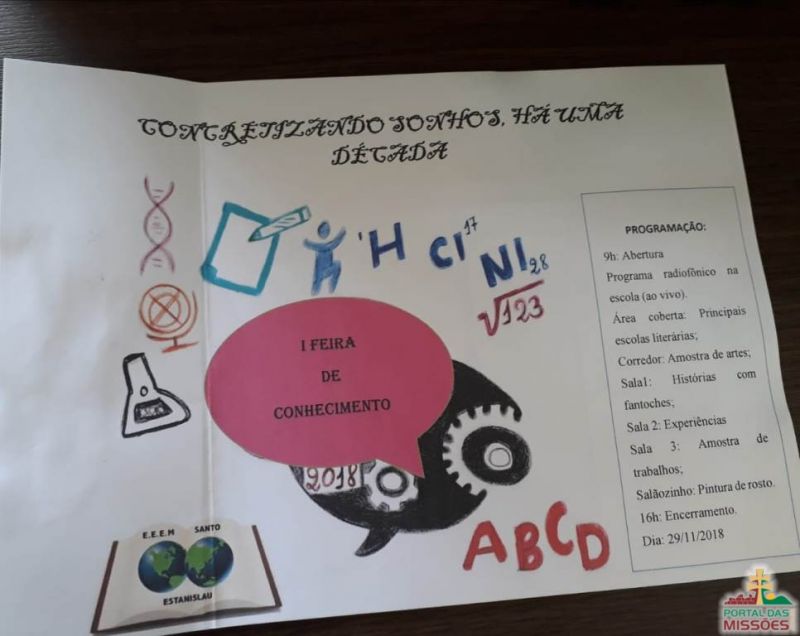 CONCRETIZANDO SONHOS, HÁ UMA
DÉCADA
¹H Cl¹⁷
Ni₂₈
√123
I FEIRA
DE
CONHECIMENTO
2018
ABCD
E.E.E.M SANTO
ESTANISLAU
PROGRAMAÇÃO:
9h: Abertura
Programa radiofônico na
escola (ao vivo).
Área coberta: Principais
escolas literárias;
Corredor: Amostra de artes;
Sala1: Histórias com
fantoches;
Sala 2: Experiências
Sala 3: Amostra de
trabalhos;
Salãozinho: Pintura de rosto.
16h: Encerramento.
Dia: 29/11/2018
PORTAL DAS
MISSÕES